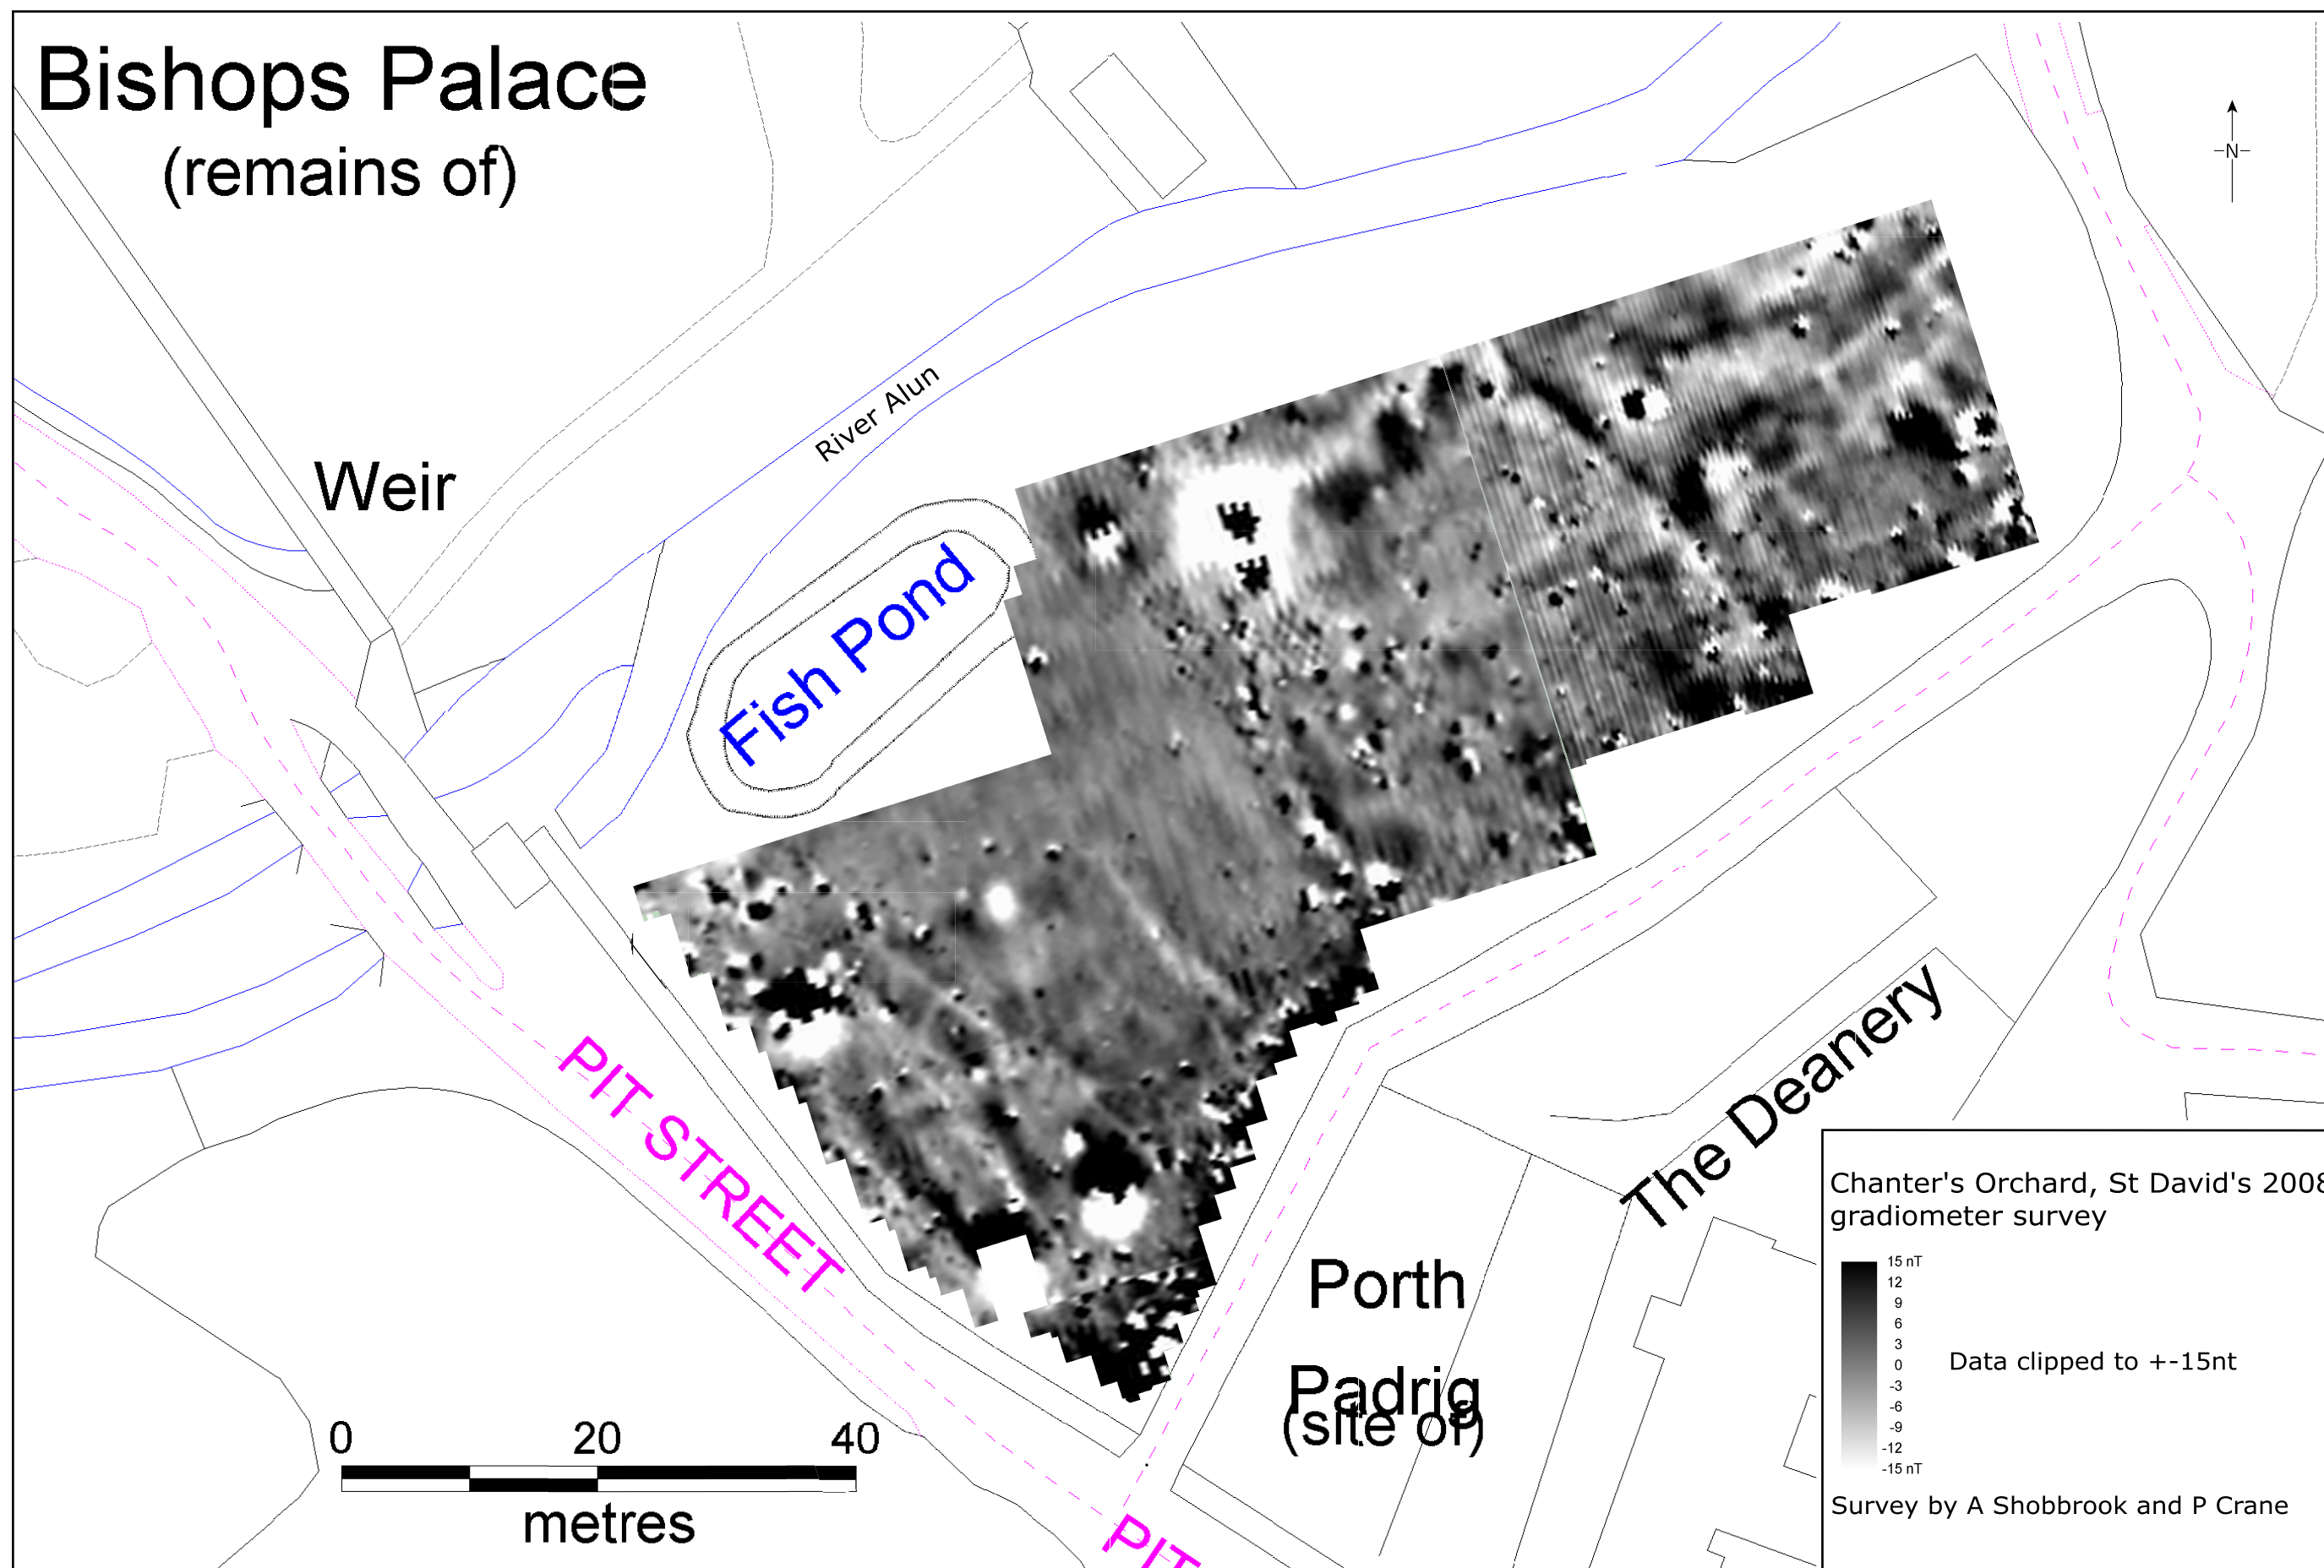 Bishops Palace
(remains of)
N
Weir
River Alun
Fish Pond
PIT STREET
The Deanery
Porth
Padrig
(site of)
PIT
0 20 40
metres
Chanter's Orchard, St David's 2008
gradiometer survey
15 nT
12
9
6
3
0
-3
-6
-9
-12
-15 nT
Data clipped to +-15nt
Survey by A Shobbrook and P Crane